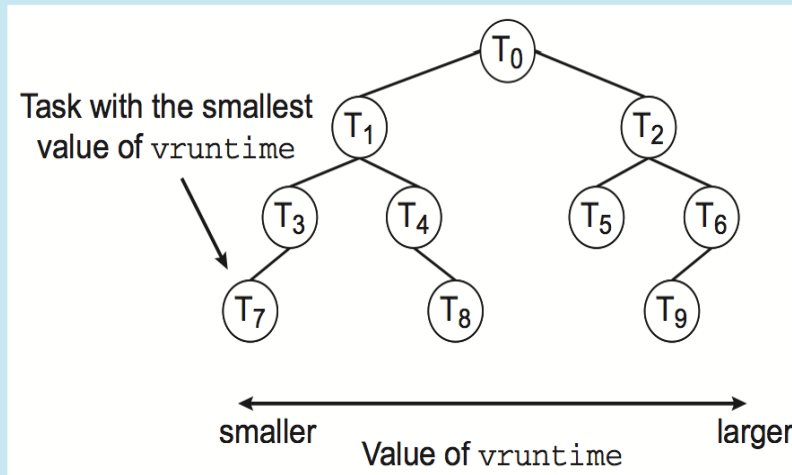 T0
Task with the smallest
value of vruntime
T1
T2
T3
T4
T5
T6
T7
T8
T9
smaller
larger
Value of vruntime